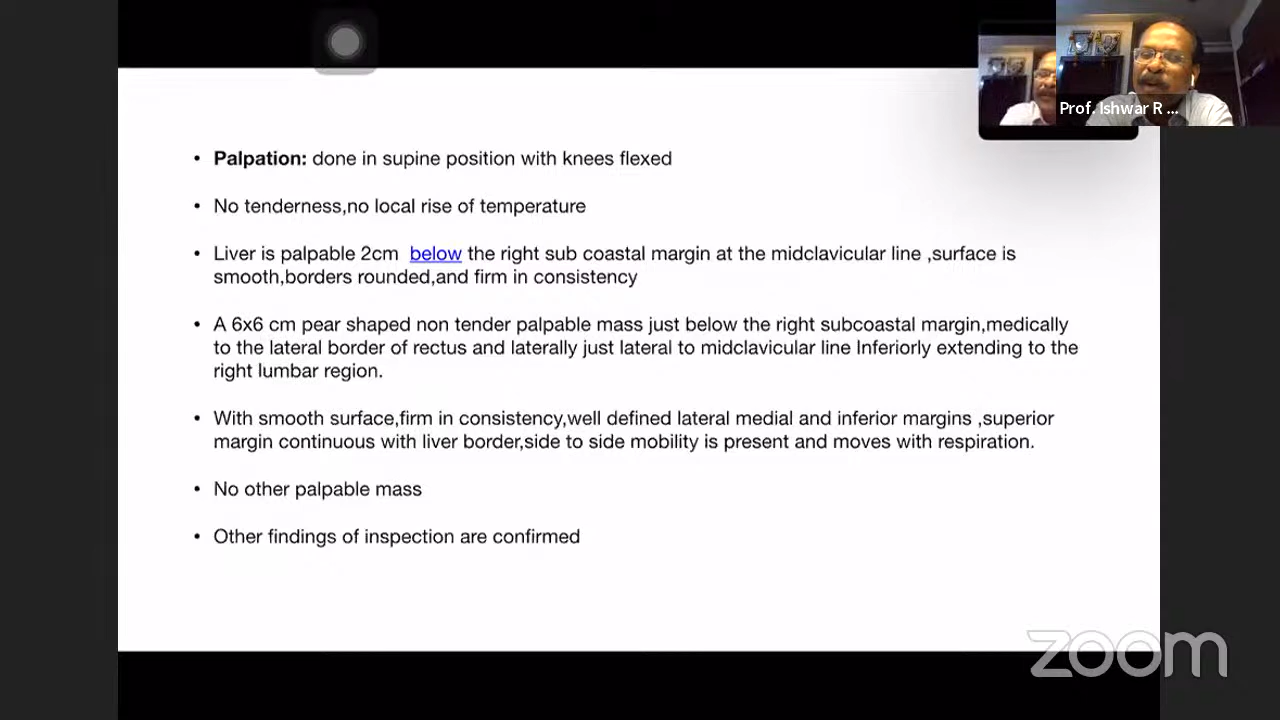 Prof. Ishwar R ...
• Palpation: done in supine position with knees flexed
• No tenderness,no local rise of temperature
• Liver is palpable 2cm below the right sub coastal margin at the midclavicular line ,surface is
smooth,borders rounded,and firm in consistency
• A 6x6 cm pear shaped non tender palpable mass just below the right subcoastal margin,medically
to the lateral border of rectus and laterally just lateral to midclavicular line Inferiorly extending to the
right lumbar region.
• With smooth surface,firm in consistency,well defined lateral medial and inferior margins ,superior
margin continuous with liver border,side to side mobility is present and moves with respiration.
• No other palpable mass
• Other findings of inspection are confirmed
zoom